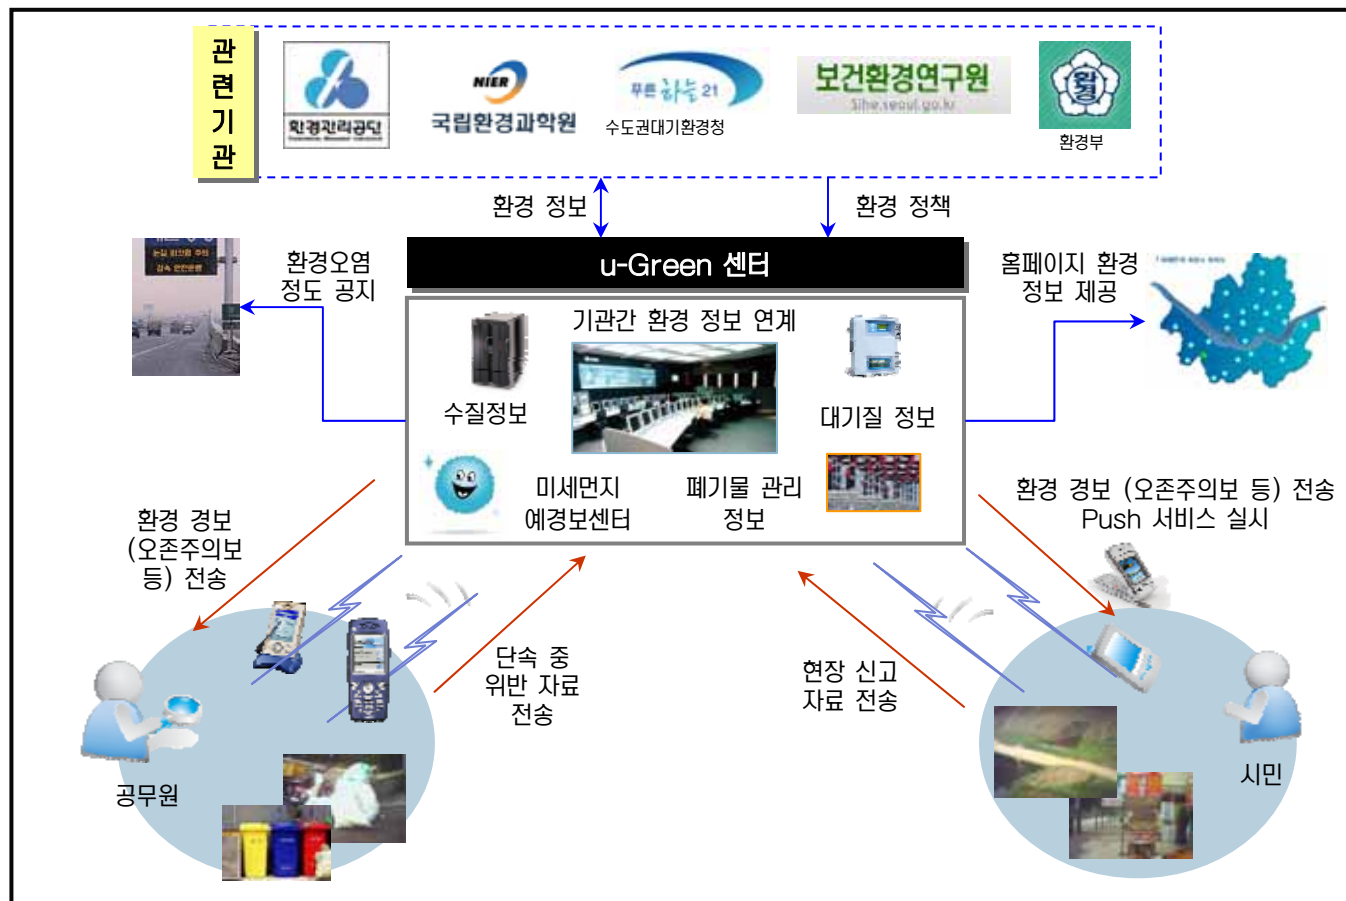 관
련
기
관
환경관리공단
NIER
국립환경과학원
푸른 하늘 21
수도권대기환경청
보건환경연구원
Sihe.seoul.go.kr
환경
환경부
환경 정보
환경 정책
u-Green 센터
환경오염
정도 공지
홈페이지 환경
정보 제공
기관간 환경 정보 연계
수질정보
대기질 정보
미세먼지
예경보센터
폐기물 관리
정보
환경 경보
(오존주의보
등) 전송
환경 경보 (오존주의보 등) 전송
Push 서비스 실시
단속 중
위반 자료
전송
현장 신고
자료 전송
공무원
시민